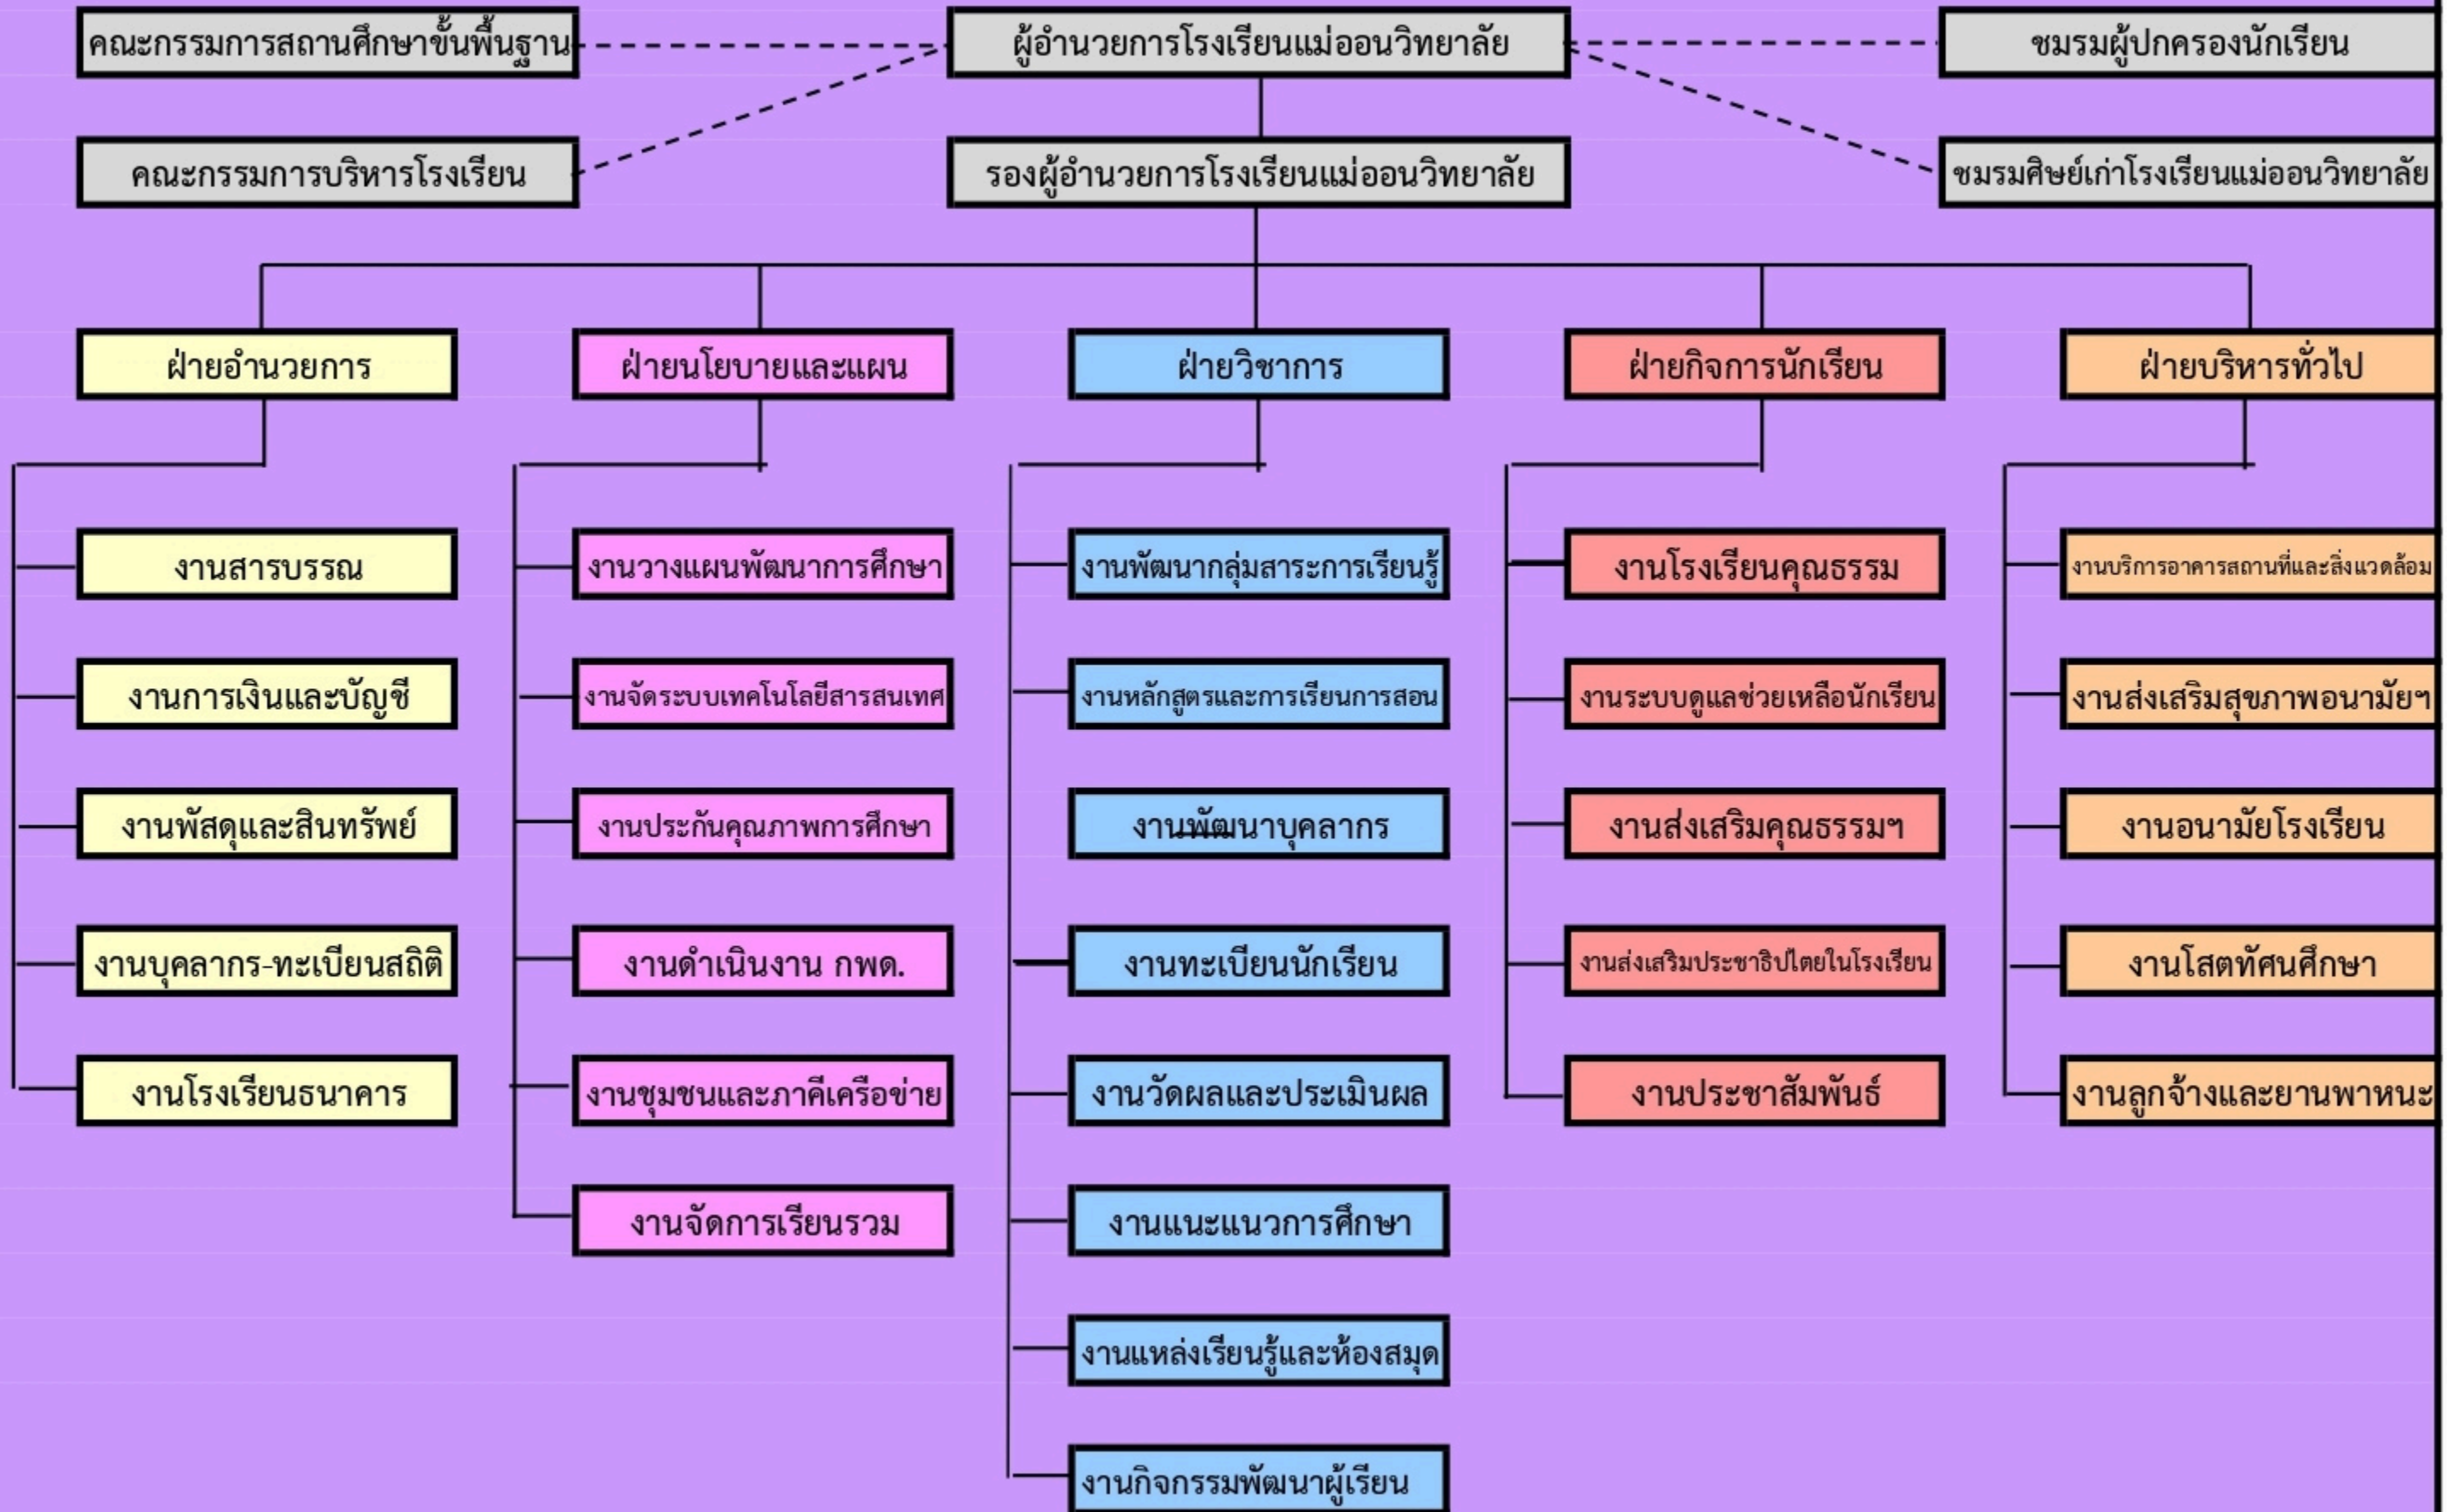 คณะกรรมการสถานศึกษาขั้นพื้นฐาน
ผู้อำนวยการโรงเรียนแม่ออนวิทยาลัย
ชมรมผู้ปกครองนักเรียน
คณะกรรมการบริหารโรงเรียน
รองผู้อำนวยการโรงเรียนแม่ออนวิทยาลัย
ชมรมศิษย์เก่าโรงเรียนแม่ออนวิทยาลัย
ฝ่ายอำนวยการ
งานสารบรรณ
งานการเงินและบัญชี
งานพัสดุและสินทรัพย์
งานบุคลากร-ทะเบียนสถิติ
งานโรงเรียนธนาคาร
ฝ่ายนโยบายและแผน
งานวางแผนพัฒนาการศึกษา
งานจัดระบบเทคโนโลยีสารสนเทศ
งานประกันคุณภาพการศึกษา
งานดำเนินงาน กพด.
งานชุมชนและภาคีเครือข่าย
งานจัดการเรียนรวม
ฝ่ายวิชาการ
งานพัฒนากลุ่มสาระการเรียนรู้
งานหลักสูตรและการเรียนการสอน
งานพัฒนาบุคลากร
งานทะเบียนนักเรียน
งานวัดผลและประเมินผล
งานแนะแนวการศึกษา
งานแหล่งเรียนรู้และห้องสมุด
งานกิจกรรมพัฒนาผู้เรียน
ฝ่ายกิจการนักเรียน
งานโรงเรียนคุณธรรม
งานระบบดูแลช่วยเหลือนักเรียน
งานส่งเสริมคุณธรรมฯ
งานส่งเสริมประชาธิปไตยในโรงเรียน
งานประชาสัมพันธ์
ฝ่ายบริหารทั่วไป
งานบริการอาคารสถานที่และสิ่งแวดล้อม
งานส่งเสริมสุขภาพอนามัยฯ
งานอนามัยโรงเรียน
งานโสตทัศนศึกษา
งานลูกจ้างและยานพาหนะ